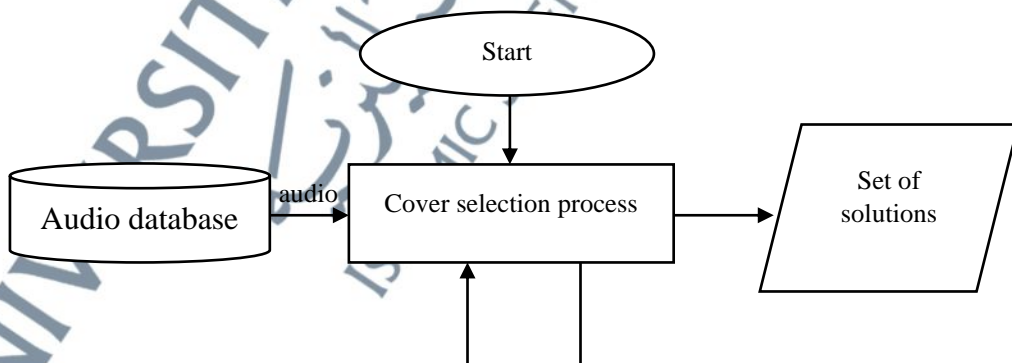 Start
Audio database
audio
Cover selection process
Set of
solutions